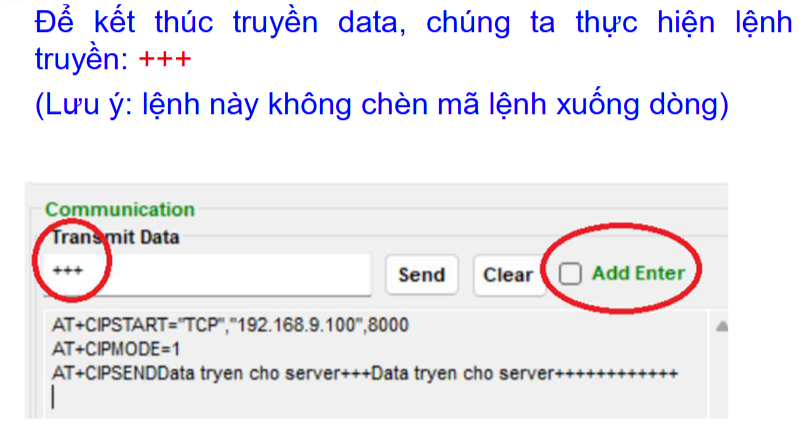 Để kết thúc truyền data, chúng ta thực hiện lệnh
truyền: +++
(Lưu ý: lệnh này không chèn mã lệnh xuống dòng)
Communication
Transmit Data
+++
Send
Clear
Add Enter
AT+CIPSTART="TCP","192.168.9.100",8000
AT+CIPMODE=1
AT+CIPSENDData tryen cho server+++Data tryen cho server++++++++++++